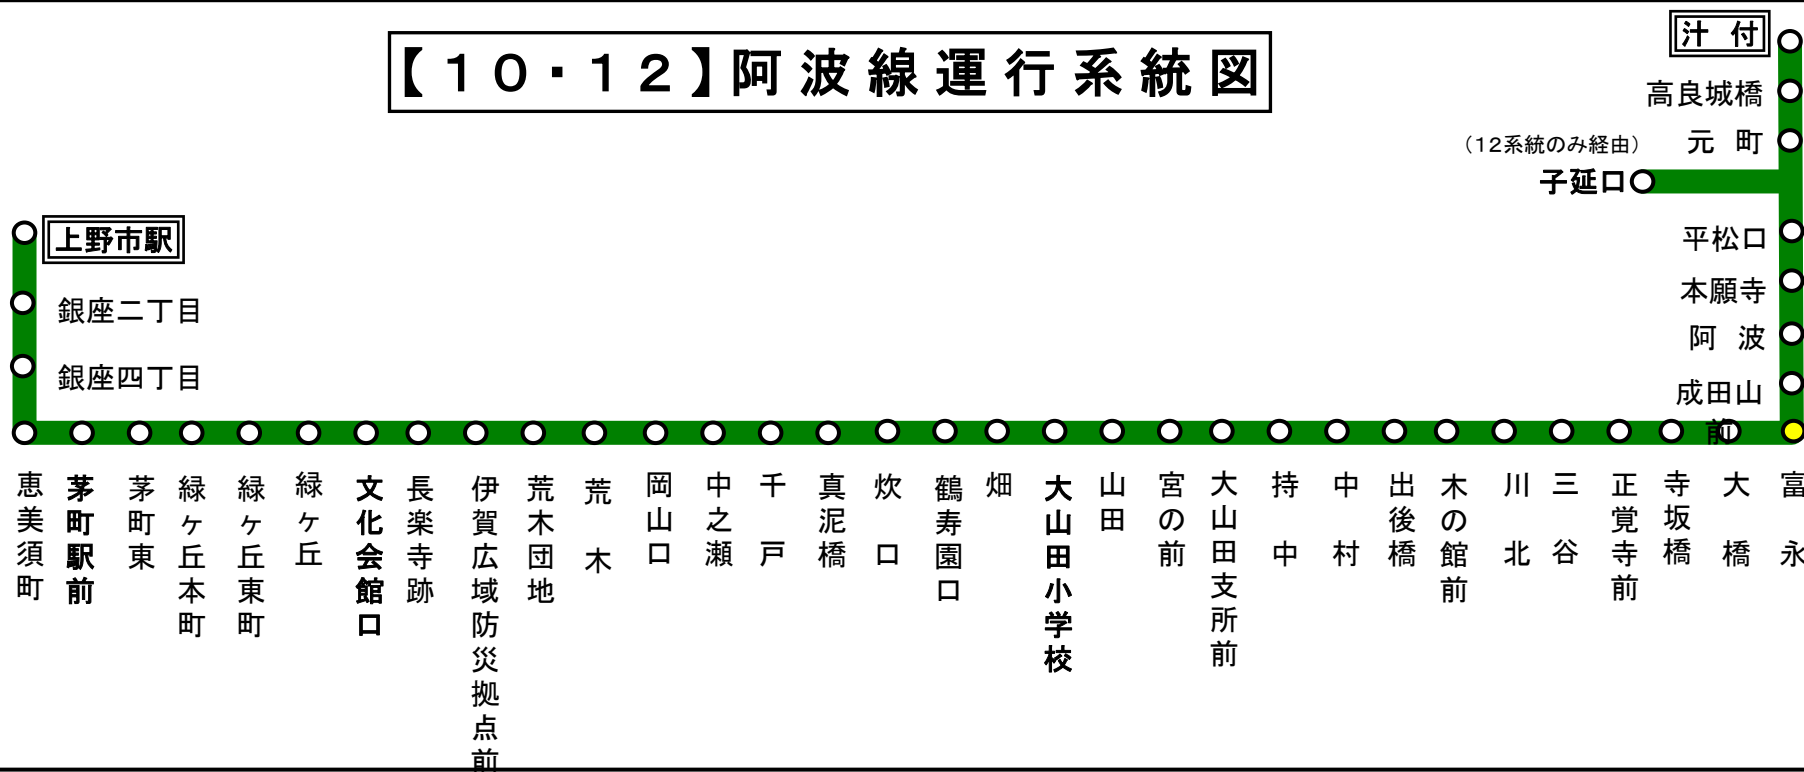 【10・12】阿波線運行系統図
汁付
高良城橋
元町
（12系統のみ経由）
子延口
平松口
本願寺
阿波
成田山
前
上野市駅
銀座二丁目
銀座四丁目
恵美須町
茅町駅前
茅町東
緑ヶ丘本町
緑ヶ丘東町
緑ヶ丘
文化会館口
長楽寺跡
伊賀広域防災拠点前
荒木団地
荒木
岡山口
中之瀬
千戸
真泥橋
炊口
鶴寿園口
畑
大山田小学校
山田
宮の前
大山田支所前
持中
中村
出後橋
木の館前
川北
三谷
正覚寺前
寺坂橋
大橋
富永